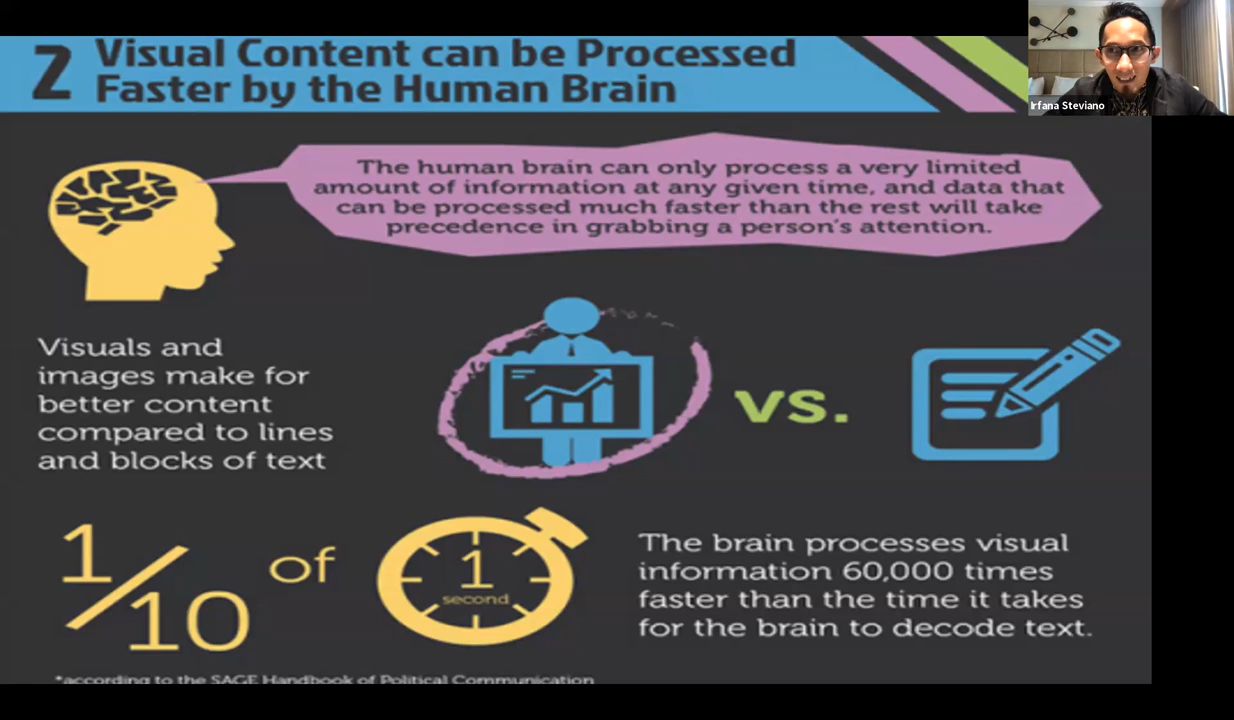 2 Visual Content can be Processed
Faster by the Human Brain
Irfana Steviano
The human brain can only process a very limited
amount of information at any given time, and data that
can be processed much faster than the rest will take
precedence in grabbing a person's attention.
Visuals and
images make for
better content
compared to lines
and blocks of text
vs.
1/10 of
1
second
The brain processes visual
information 60,000 times
faster than the time it takes
for the brain to decode text.
*according to the SAGE Handbook of Political Communication